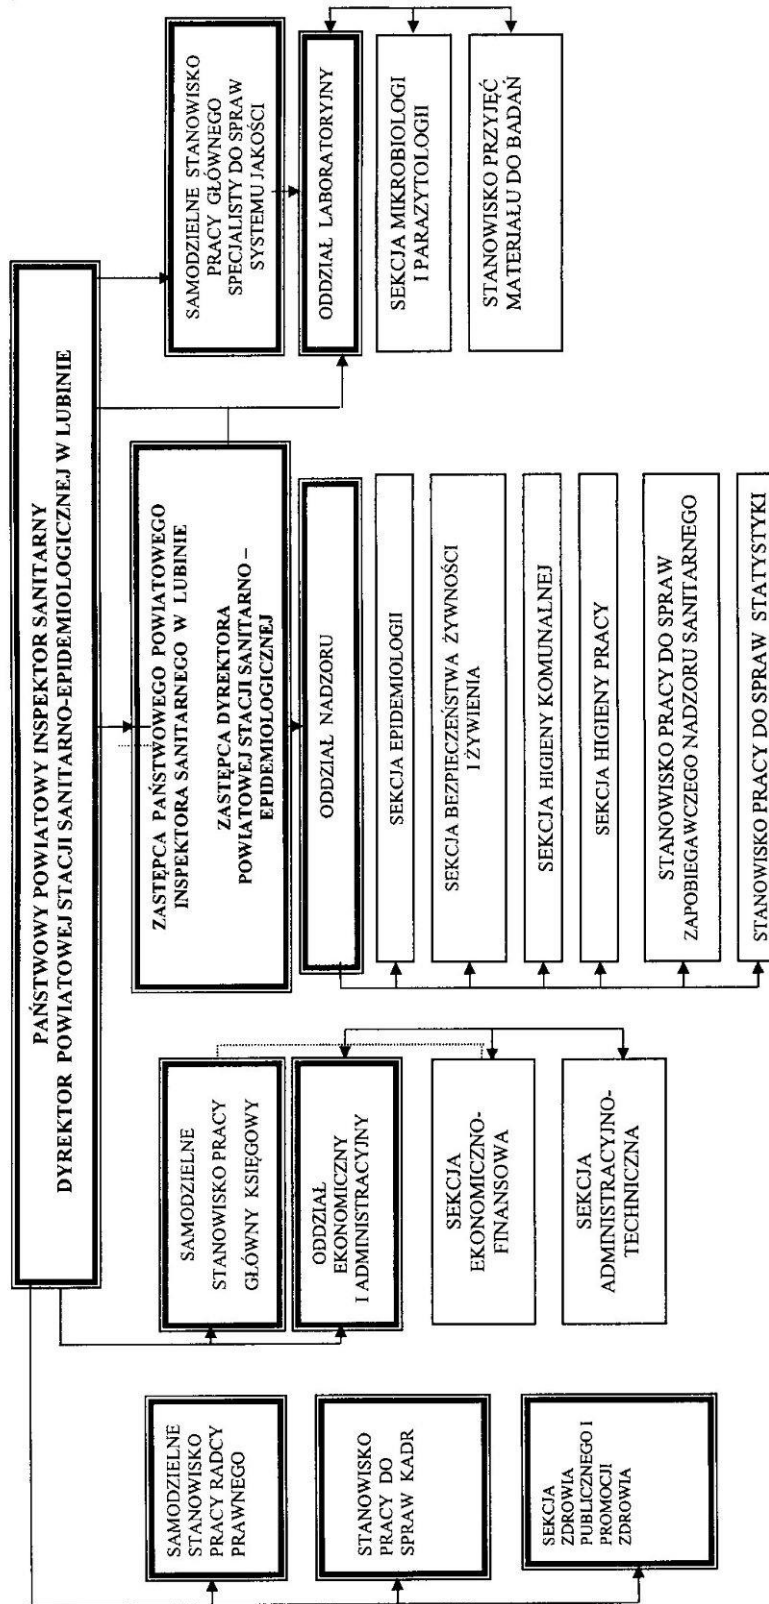 PAŃSTWOWY POWIATOWY INSPEKTOR SANITARNY
DYREKTOR POWIATOWEJ STACJI SANITARNO-EPIDEMIOLOGICZNEJ W LUBINIE
SAMODZIELNE
STANOWISKO
PRACY RADCY
PRAWNEGO
STANOWISKO
PRACY DO
SPRAW KADR
SEKCJA
ZDROWIA
PUBLICZNEGO I
PROMOCJI
ZDROWIA
SAMODZIELNE
STANOWISKO PRACY
GŁÓWNY KSIĘGOWY
ODDZIAŁ
EKONOMICZNY
I ADMINISTRACYJNY
SEKCJA
EKONOMICZNO-
FINANSOWA
SEKCJA
ADMINISTRACYJNO-
TECHNICZNA
ZASTĘPCA PAŃSTWOWEGO POWIATOWEGO
INSPEKTORA SANITARNEGO W LUBINIE
ZASTĘPCA DYREKTORA
POWIATOWEJ STACJI SANITARNO –
EPIDEMIOLOGICZNEJ
ODDZIAŁ NADZORU
SEKCJA EPIDEMIOLOGII
SEKCJA BEZPIECZEŃSTWA ŻYWNOŚCI
I ŻYWIENIA
SEKCJA HIGIENY KOMUNALNEJ
SEKCJA HIGIENY PRACY
STANOWISKO PRACY DO SPRAW
ZAPOBIEGAWCZEGO NADZORU SANITARNEGO
STANOWISKO PRACY DO SPRAW STATYSTYKI
SAMODZIELNE STANOWISKO
PRACY GŁÓWNEGO
SPECJALISTY DO SPRAW
SYSTEMU JAKOŚCI
ODDZIAŁ LABORATORYJNY
SEKCJA MIKROBIOLOGI
I PARAZYTOLOGII
STANOWISKO PRZYJĘĆ
MATERIAŁU DO BADAŃ